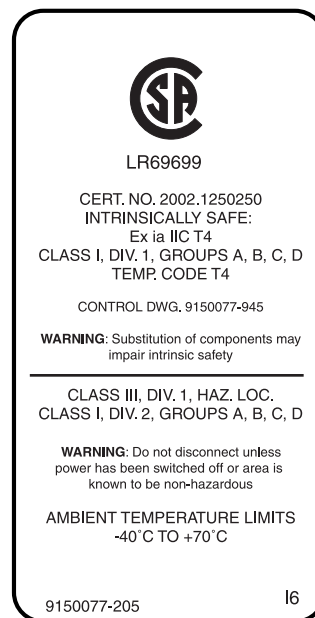 CSA
LR69699
CERT. NO. 2002.1250250
INTRINSICALLY SAFE:
Ex ia IIC T4
CLASS I, DIV. 1, GROUPS A, B, C, D
TEMP. CODE T4
CONTROL DWG. 9150077-945
WARNING: Substitution of components may
impair intrinsic safety
CLASS III, DIV. 1, HAZ. LOC.
CLASS I, DIV. 2, GROUPS A, B, C, D
WARNING: Do not disconnect unless
power has been switched off or area is
known to be non-hazardous
AMBIENT TEMPERATURE LIMITS
-40˚C TO +70˚C
9150077-205
I6